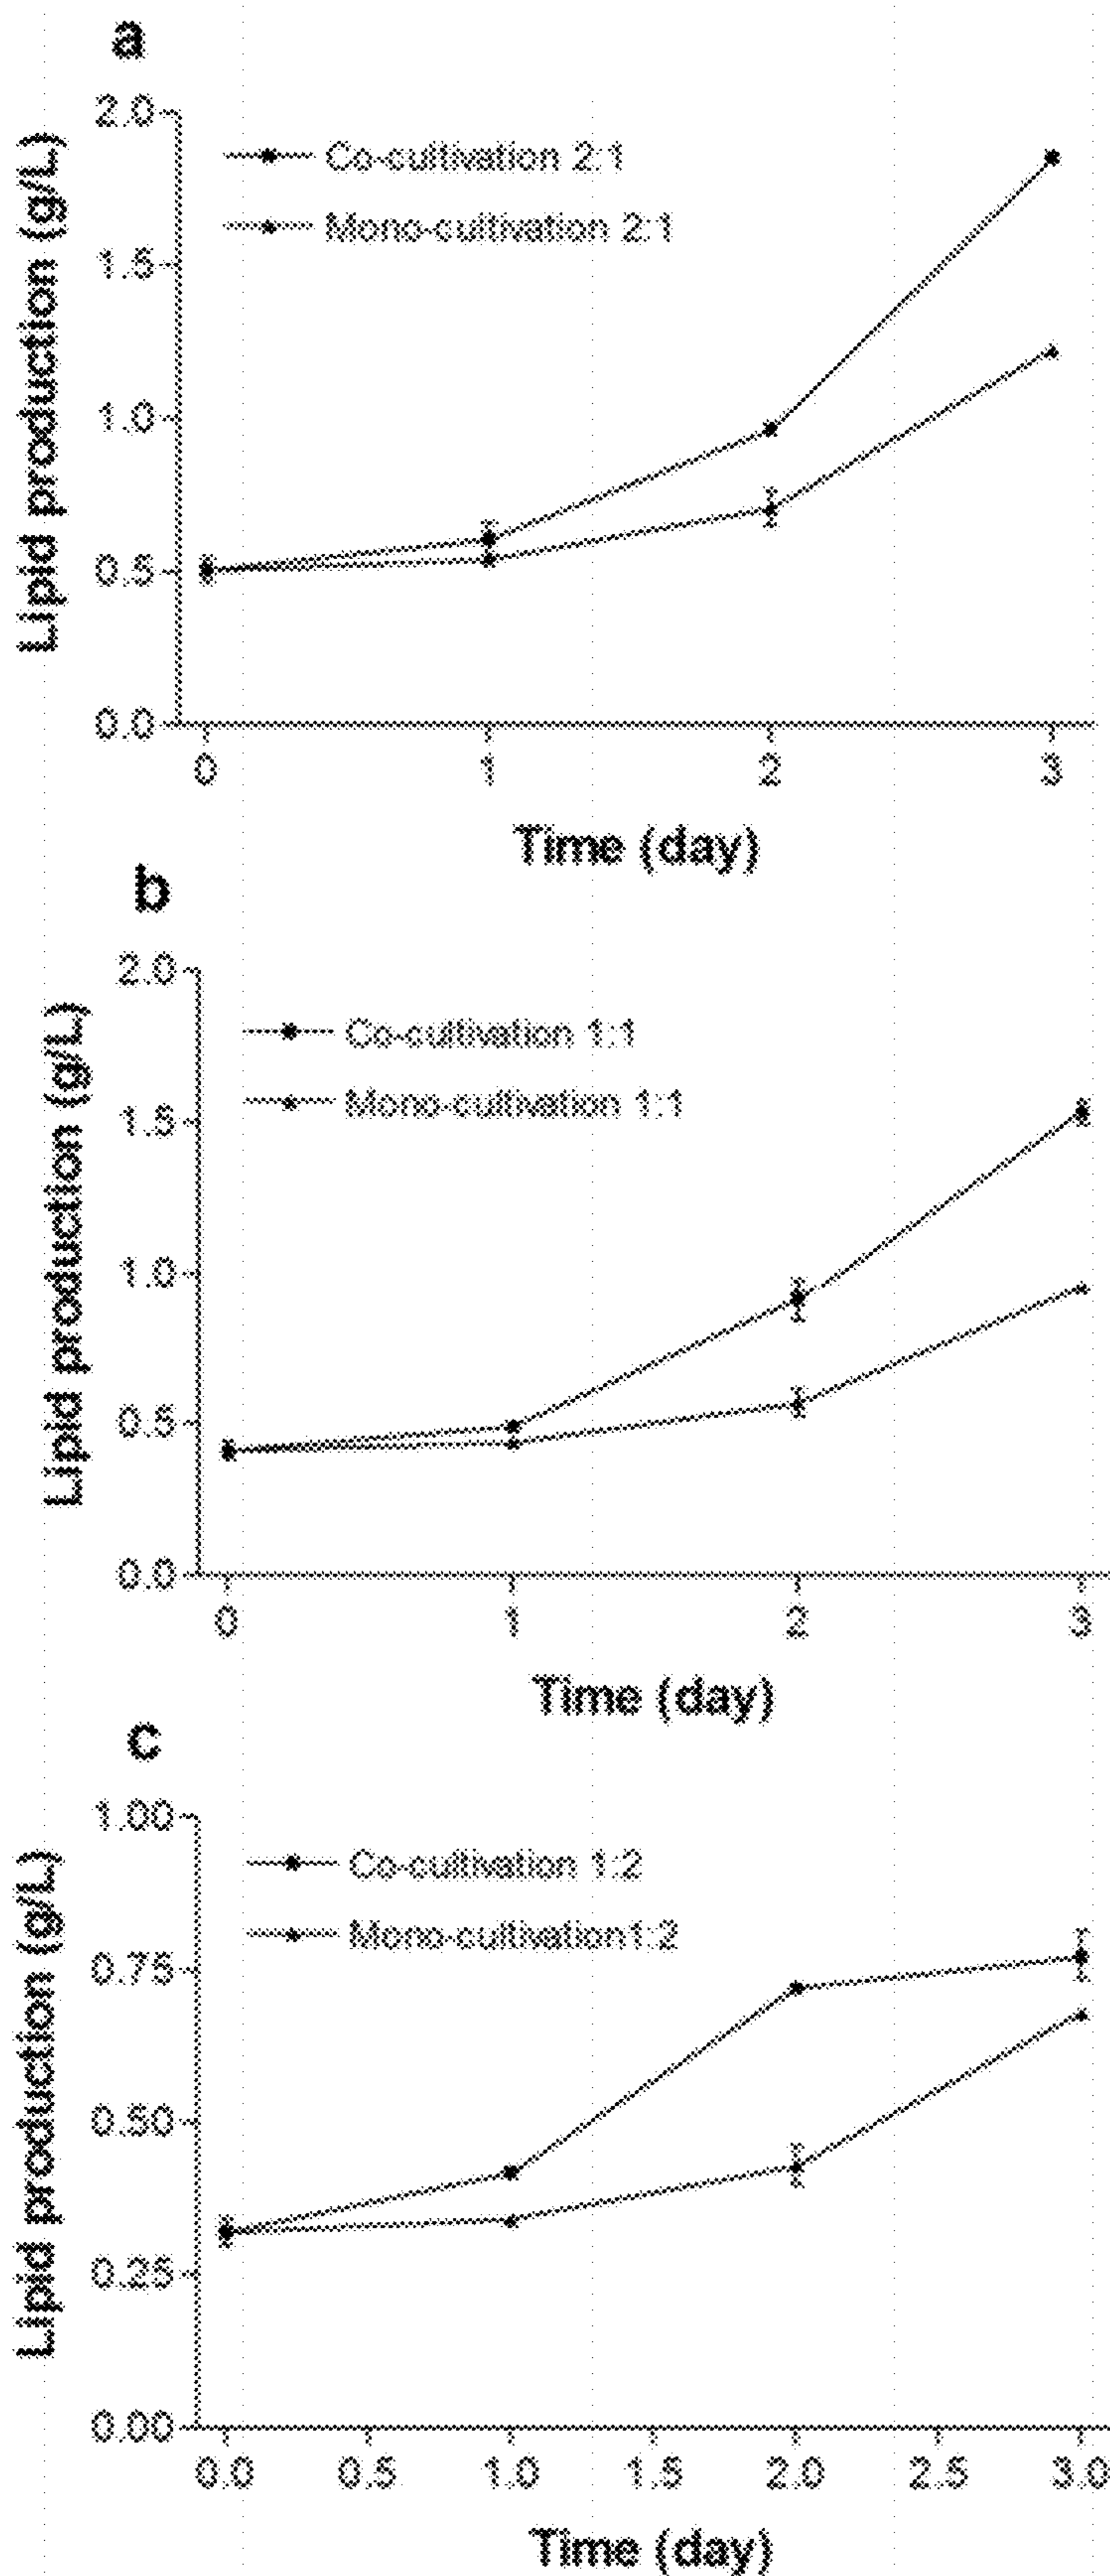 a
Lipid production (g/L)
2.0
1.5
1.0
0.5
0.0
Co-cultivation 2:1
Mono-cultivation 2:1
0 1 2 3
Time (day)
b
Lipid production (g/L)
2.0
1.5
1.0
0.5
0.0
Co-cultivation 1:1
Mono-cultivation 1:1
0 1 2 3
Time (day)
c
Lipid production (g/L)
1.00
0.75
0.50
0.25
0.00
Co-cultivation 1:2
Mono-cultivation1:2
0.0 0.5 1.0 1.5 2.0 2.5 3.0
Time (day)